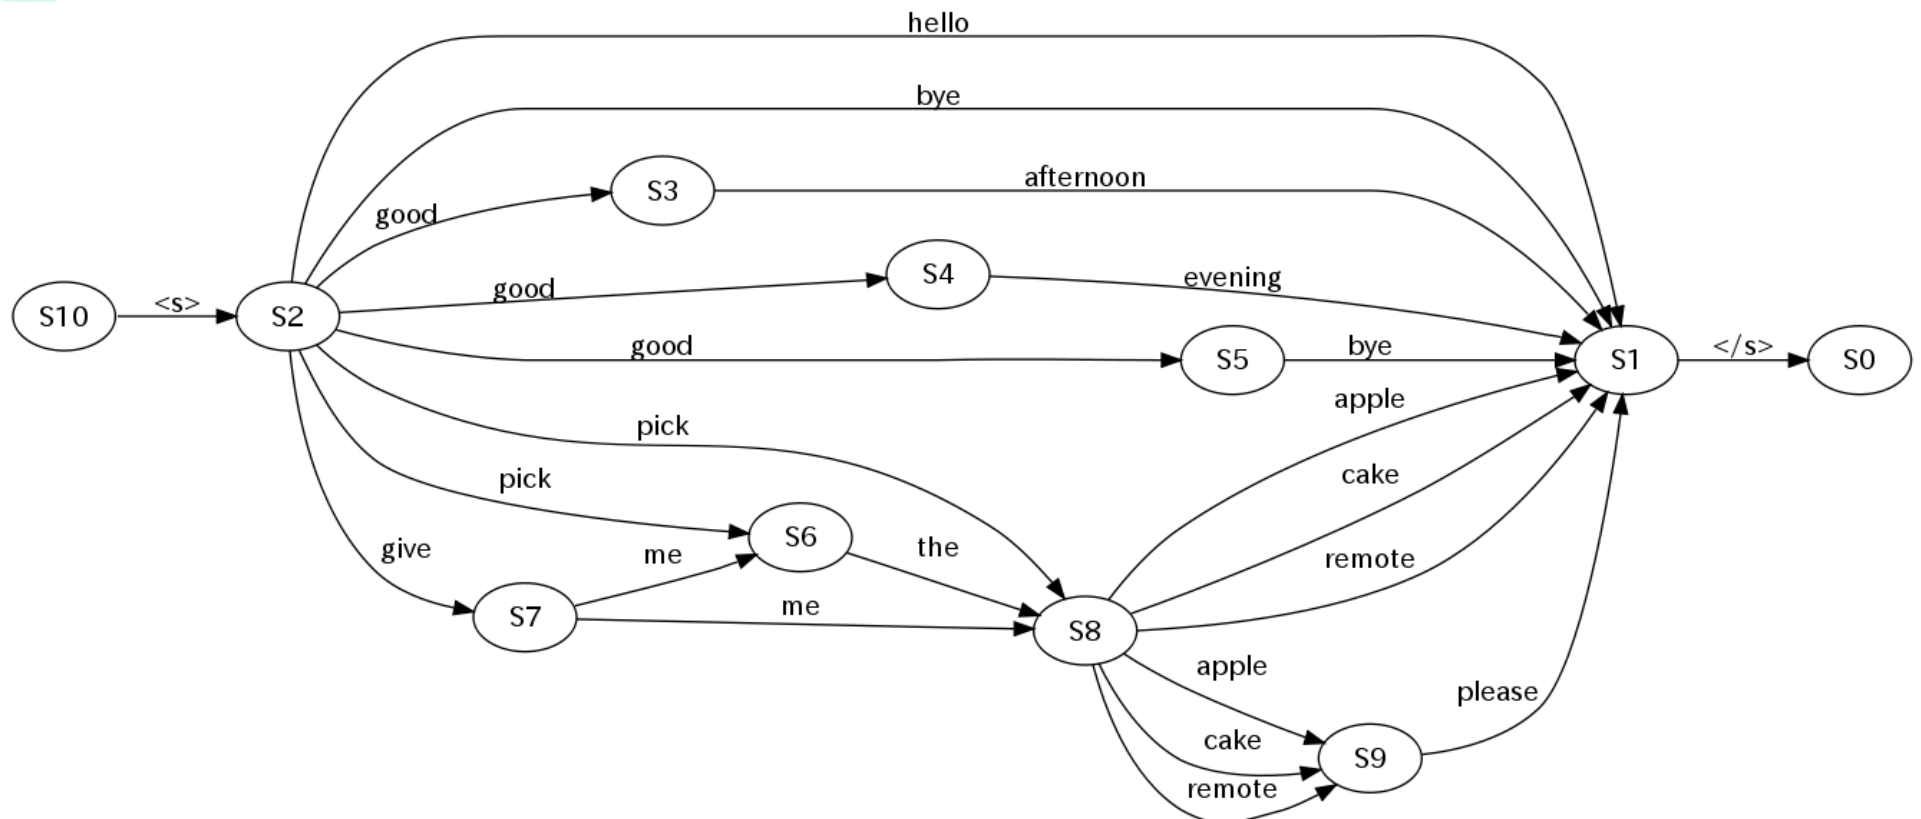 hello
bye
S3
afternoon
good
S4
evening
good
S10
<s>
S2
good
S5
bye
S1
</s>
S0
apple
pick
cake
pick
S6
the
remote
give
me
S7
me
S8
apple
please
cake
S9
remote